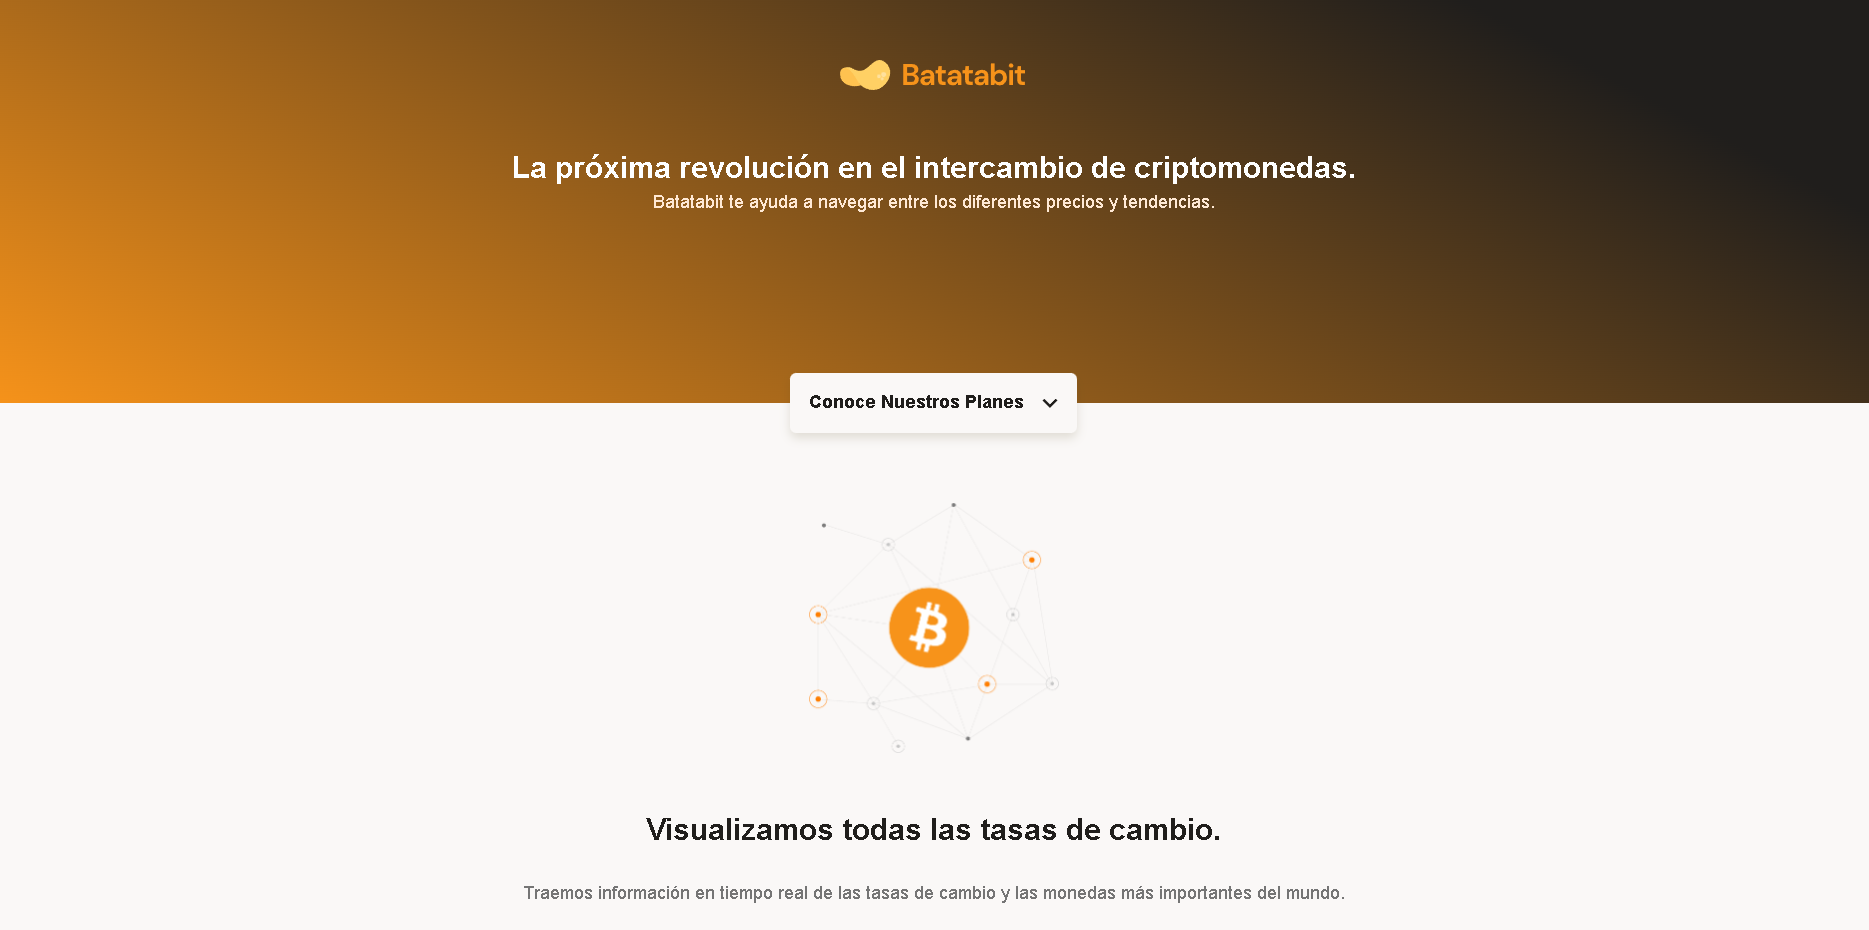 Batatabit
La próxima revolución en el intercambio de criptomonedas.
Batatabit te ayuda a navegar entre los diferentes precios y tendencias.
Conoce Nuestros Planes
Visualizamos todas las tasas de cambio.
Traemos información en tiempo real de las tasas de cambio y las monedas más importantes del mundo.